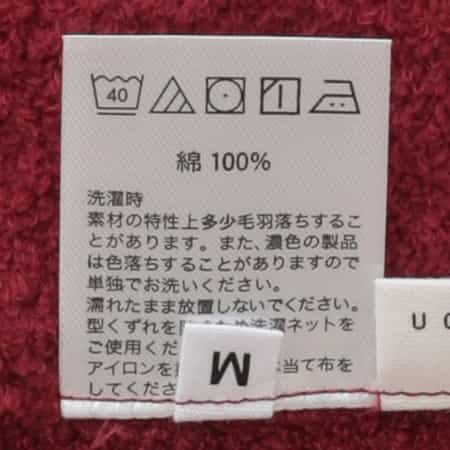 40
綿 100%
洗濯時
素材の特性上多少毛羽落ちするこ
とがあります。また、濃色の製品
は色落ちすることがありますので
単独でお洗いください。
濡れたまま放置しないでください。
型くずれを防 ため洗濯ネットを
ご使用くだ
アイロンを 当て布を
してくださ
M
U